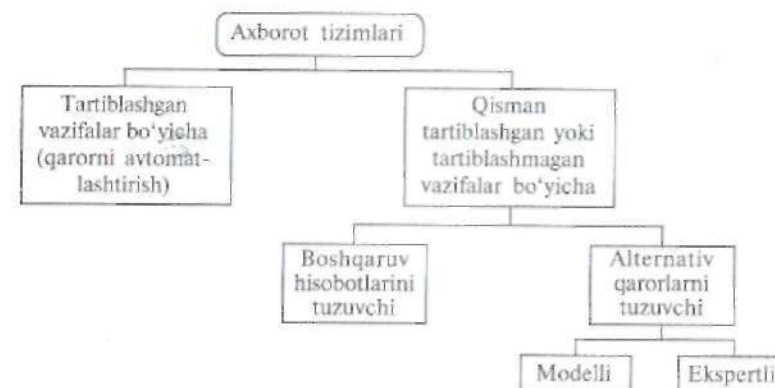 Axborot tizimlari
Tartiblashgan
vazifalar bo‘yicha
(qarorni avtomat-
lashtirish)
Qisman
tartiblashgan yoki
tartiblashmagan
vazifalar bo‘yicha
Boshqaruv
hisobotlarini
tuzuvchi
Alternativ
qarorlarni
tuzuvchi
Modelli
Ekspertli